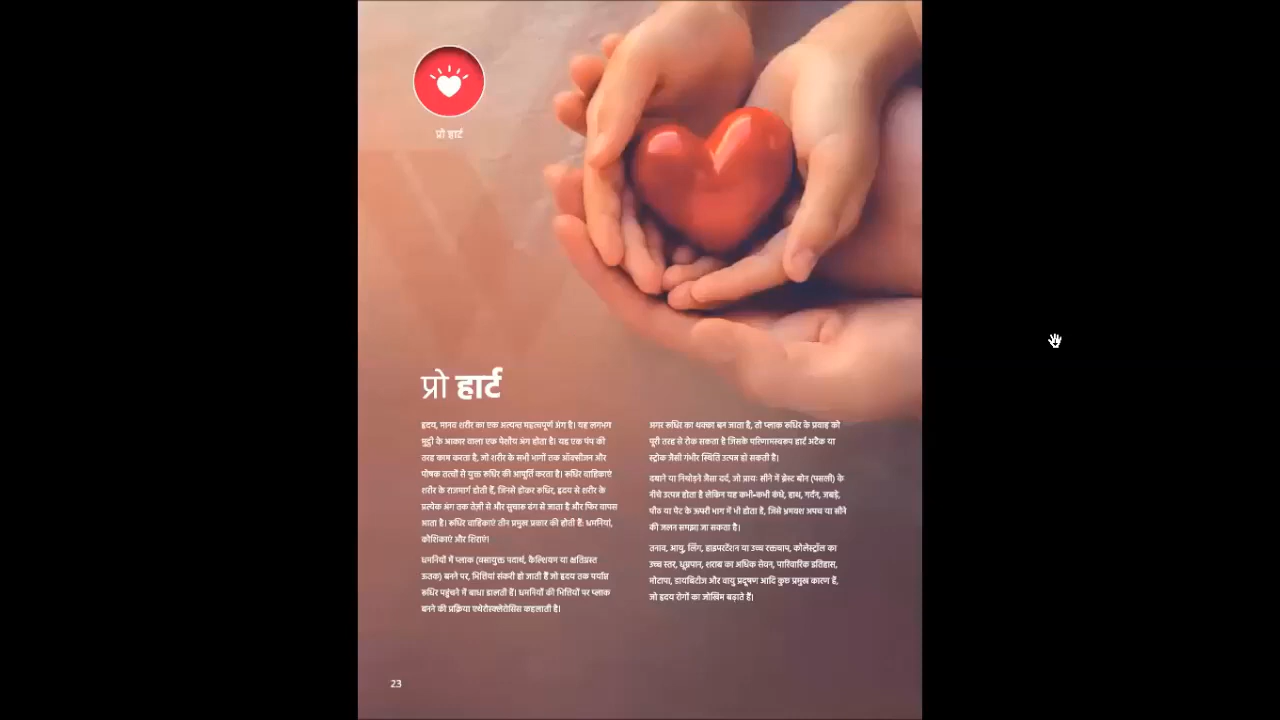 प्रो हार्ट
प्रो हार्ट
हृदय, मानव शरीर का एक अत्यन्त महत्वपूर्ण अंग है। यह लगभग
मुट्ठी के आकार वाला एक पेशीय अंग होता है। यह एक पंप की
तरह काम करता है, जो शरीर के सभी भागों तक ऑक्सीजन और
पोषक तत्वों से युक्त रूधिर की आपूर्ति करता है। रूधिर वाहिकाएं
शरीर के राजमार्ग होती हैं, जिनसे होकर रूधिर, हृदय से शरीर के
प्रत्येक अंग तक तेज़ी से और सुचारू ढंग से जाता है और फिर वापस
आता है। रूधिर वाहिकाएं तीन प्रमुख प्रकार की होती हैं: धमनियां,
कोशिकाएं और शिराएं।
धमनियों में प्लाक (वसायुक्त पदार्थ, कैल्शियम या क्षतिग्रस्त
ऊतक) बनने पर, भित्तियां संकरी हो जाती हैं जो हृदय तक पर्याप्त
रूधिर पहुंचने में बाधा डालती हैं। धमनियों की भित्तियों पर प्लाक
बनने की प्रक्रिया एथेरोस्क्लेरोसिस कहलाती है।
अगर रूधिर का थक्का बन जाता है, तो प्लाक रूधिर के प्रवाह को
पूरी तरह से रोक सकता है जिसके परिणामस्वरूप हार्ट अटैक या
स्ट्रोक जैसी गंभीर स्थिति उत्पन्न हो सकती है।
दबाने या निचोड़ने जैसा दर्द, जो प्रायः सीने में ब्रेस्ट बोन (पसली) के
नीचे उत्पन्न होता है लेकिन यह कभी-कभी कंधे, हाथ, गर्दन, जबड़े,
पीठ या पेट के ऊपरी भाग में भी होता है, जिसे भ्रमवश अपच या सीने
की जलन समझा जा सकता है।
तनाव, आयु, लिंग, हाइपरटेंशन या उच्च रक्तचाप, कोलेस्ट्रॉल का
उच्च स्तर, धूम्रपान, शराब का अधिक सेवन, पारिवारिक इतिहास,
मोटापा, डायबिटीज और वायु प्रदूषण आदि कुछ प्रमुख कारण हैं,
जो हृदय रोगों का जोखिम बढ़ाते हैं।
23